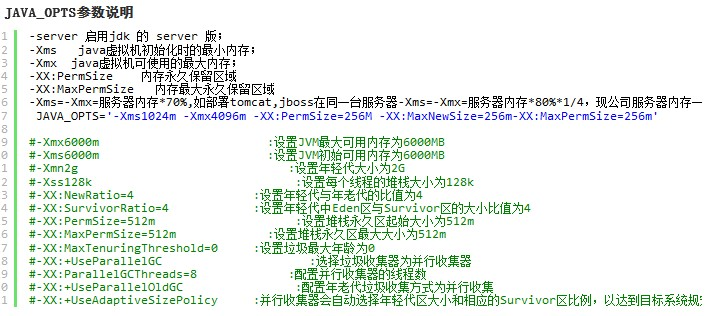 JAVA_OPTS参数说明
1 -server 启用jdk 的 server 版;
2 -Xms java虚拟机初始化时的最小内存;
3 -Xmx java虚拟机可使用的最大内存;
4 -XX:PermSize 内存永久保留区域
5 -XX:MaxPermSize 内存最大永久保留区域
6 -Xms=-Xmx=服务器内存*70%,如部署tomcat,jboss在同一台服务器-Xms=-Xmx=服务器内存*80%*1/4, 现公司服务器内存一
7 JAVA_OPTS='-Xms1024m -Xmx4096m -XX:PermSize=256M -XX:MaxNewSize=256m-XX:MaxPermSize=256m'
8
9 #-Xmx6000m :设置JVM最大可用内存为6000MB
0 #-Xms6000m :设置JVM初始可用内存为6000MB
1 #-Xmn2g :设置年轻代大小为2G
2 #-Xss128k :设置每个线程的堆栈大小为128k
3 #-XX:NewRatio=4 :设置年轻代与年老代的比值为4
4 #-XX:SurvivorRatio=4 :设置年轻代中Eden区与Survivor区的大小比值为4
5 #-XX:PermSize=512m :设置堆栈永久区起始大小为512m
6 #-XX:MaxPermSize=512m :设置堆栈永久区最大大小为512m
7 #-XX:MaxTenuringThreshold=0 :设置垃圾最大年龄为0
8 #-XX:+UseParallelGC :选择垃圾收集器为并行收集器
9 #-XX:ParallelGCThreads=8 :配置并行收集器的线程数
0 #-XX:+UseParallelOldGC :配置年老代垃圾收集方式为并行收集
1 #-XX:+UseAdaptiveSizePolicy :并行收集器会自动选择年轻代区大小和相应的Survivor区比例, 以达到目标系统规